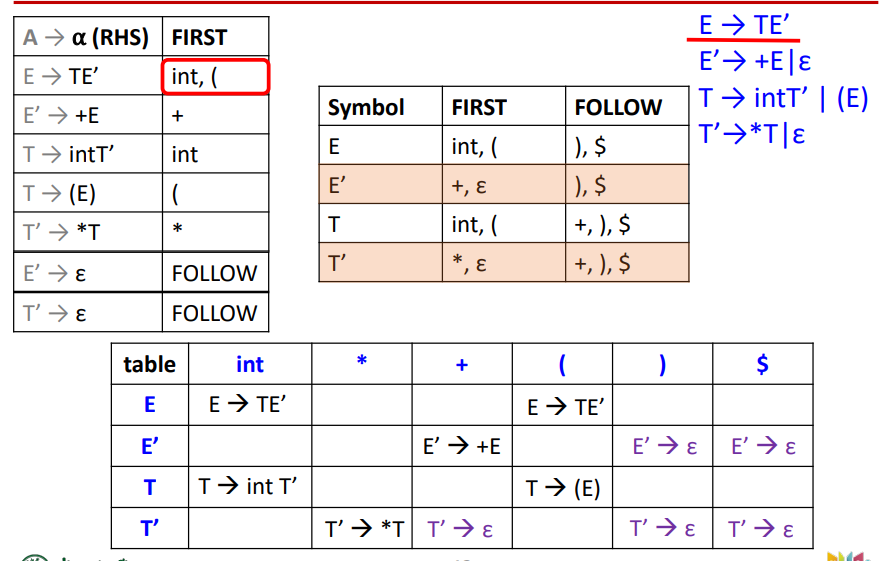 A → α (RHS) FIRST
E → TE’ int, (
E’ → +E +
T → intT’ int
T → (E) (
T’ → *T *
E’ → ε FOLLOW
T’ → ε FOLLOW
Symbol FIRST FOLLOW
E int, ( ), $
E’ +, ε ), $
T int, ( +, ), $
T’ *, ε +, ), $
E → TE’
E’→ +E|ε
T → intT’ | (E)
T’→*T|ε
table int * + ( ) $
E E → TE’ E → TE’
E’ E’ → +E E’ → ε E’ → ε
T T → int T’ T → (E)
T’ T’ → *T T’ → ε T’ → ε T’ → ε